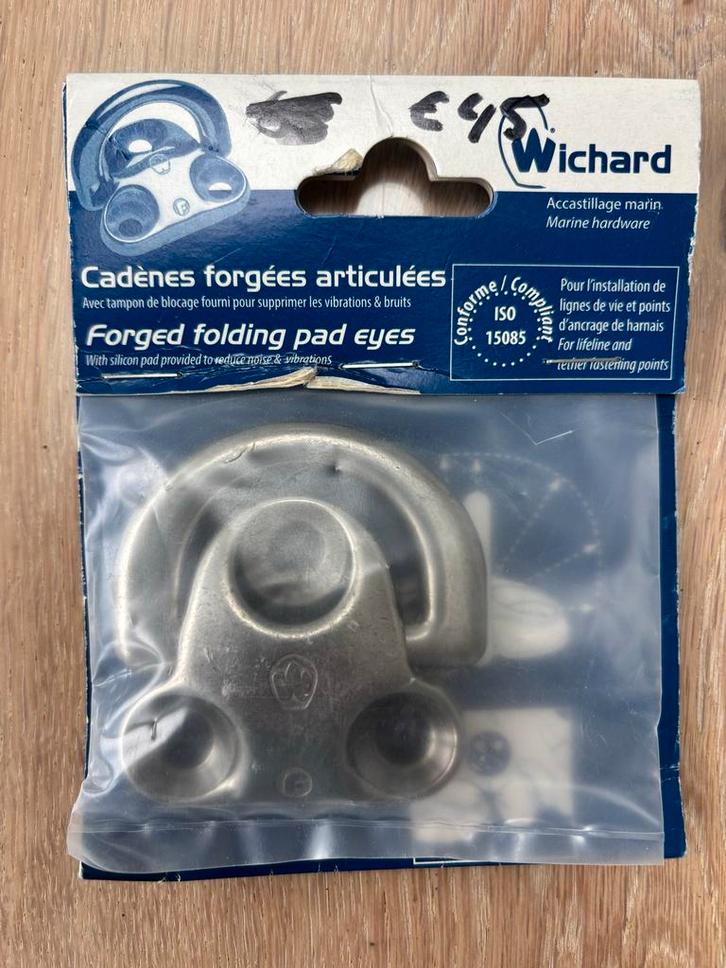 €45
Wichard
Accastillage marin
Marine hardware
Cadènes forgées articulées
Avec tampon de blocage fourni pour supprimer les vibrations & bruits
Forged folding pad eyes
With silicon pad provided to reduce noise & vibrations
Conforme / Compliant
ISO
15085
Pour l'installation de
lignes de vie et points
d'ancrage de harnais
For lifeline and
tether fastening points
F